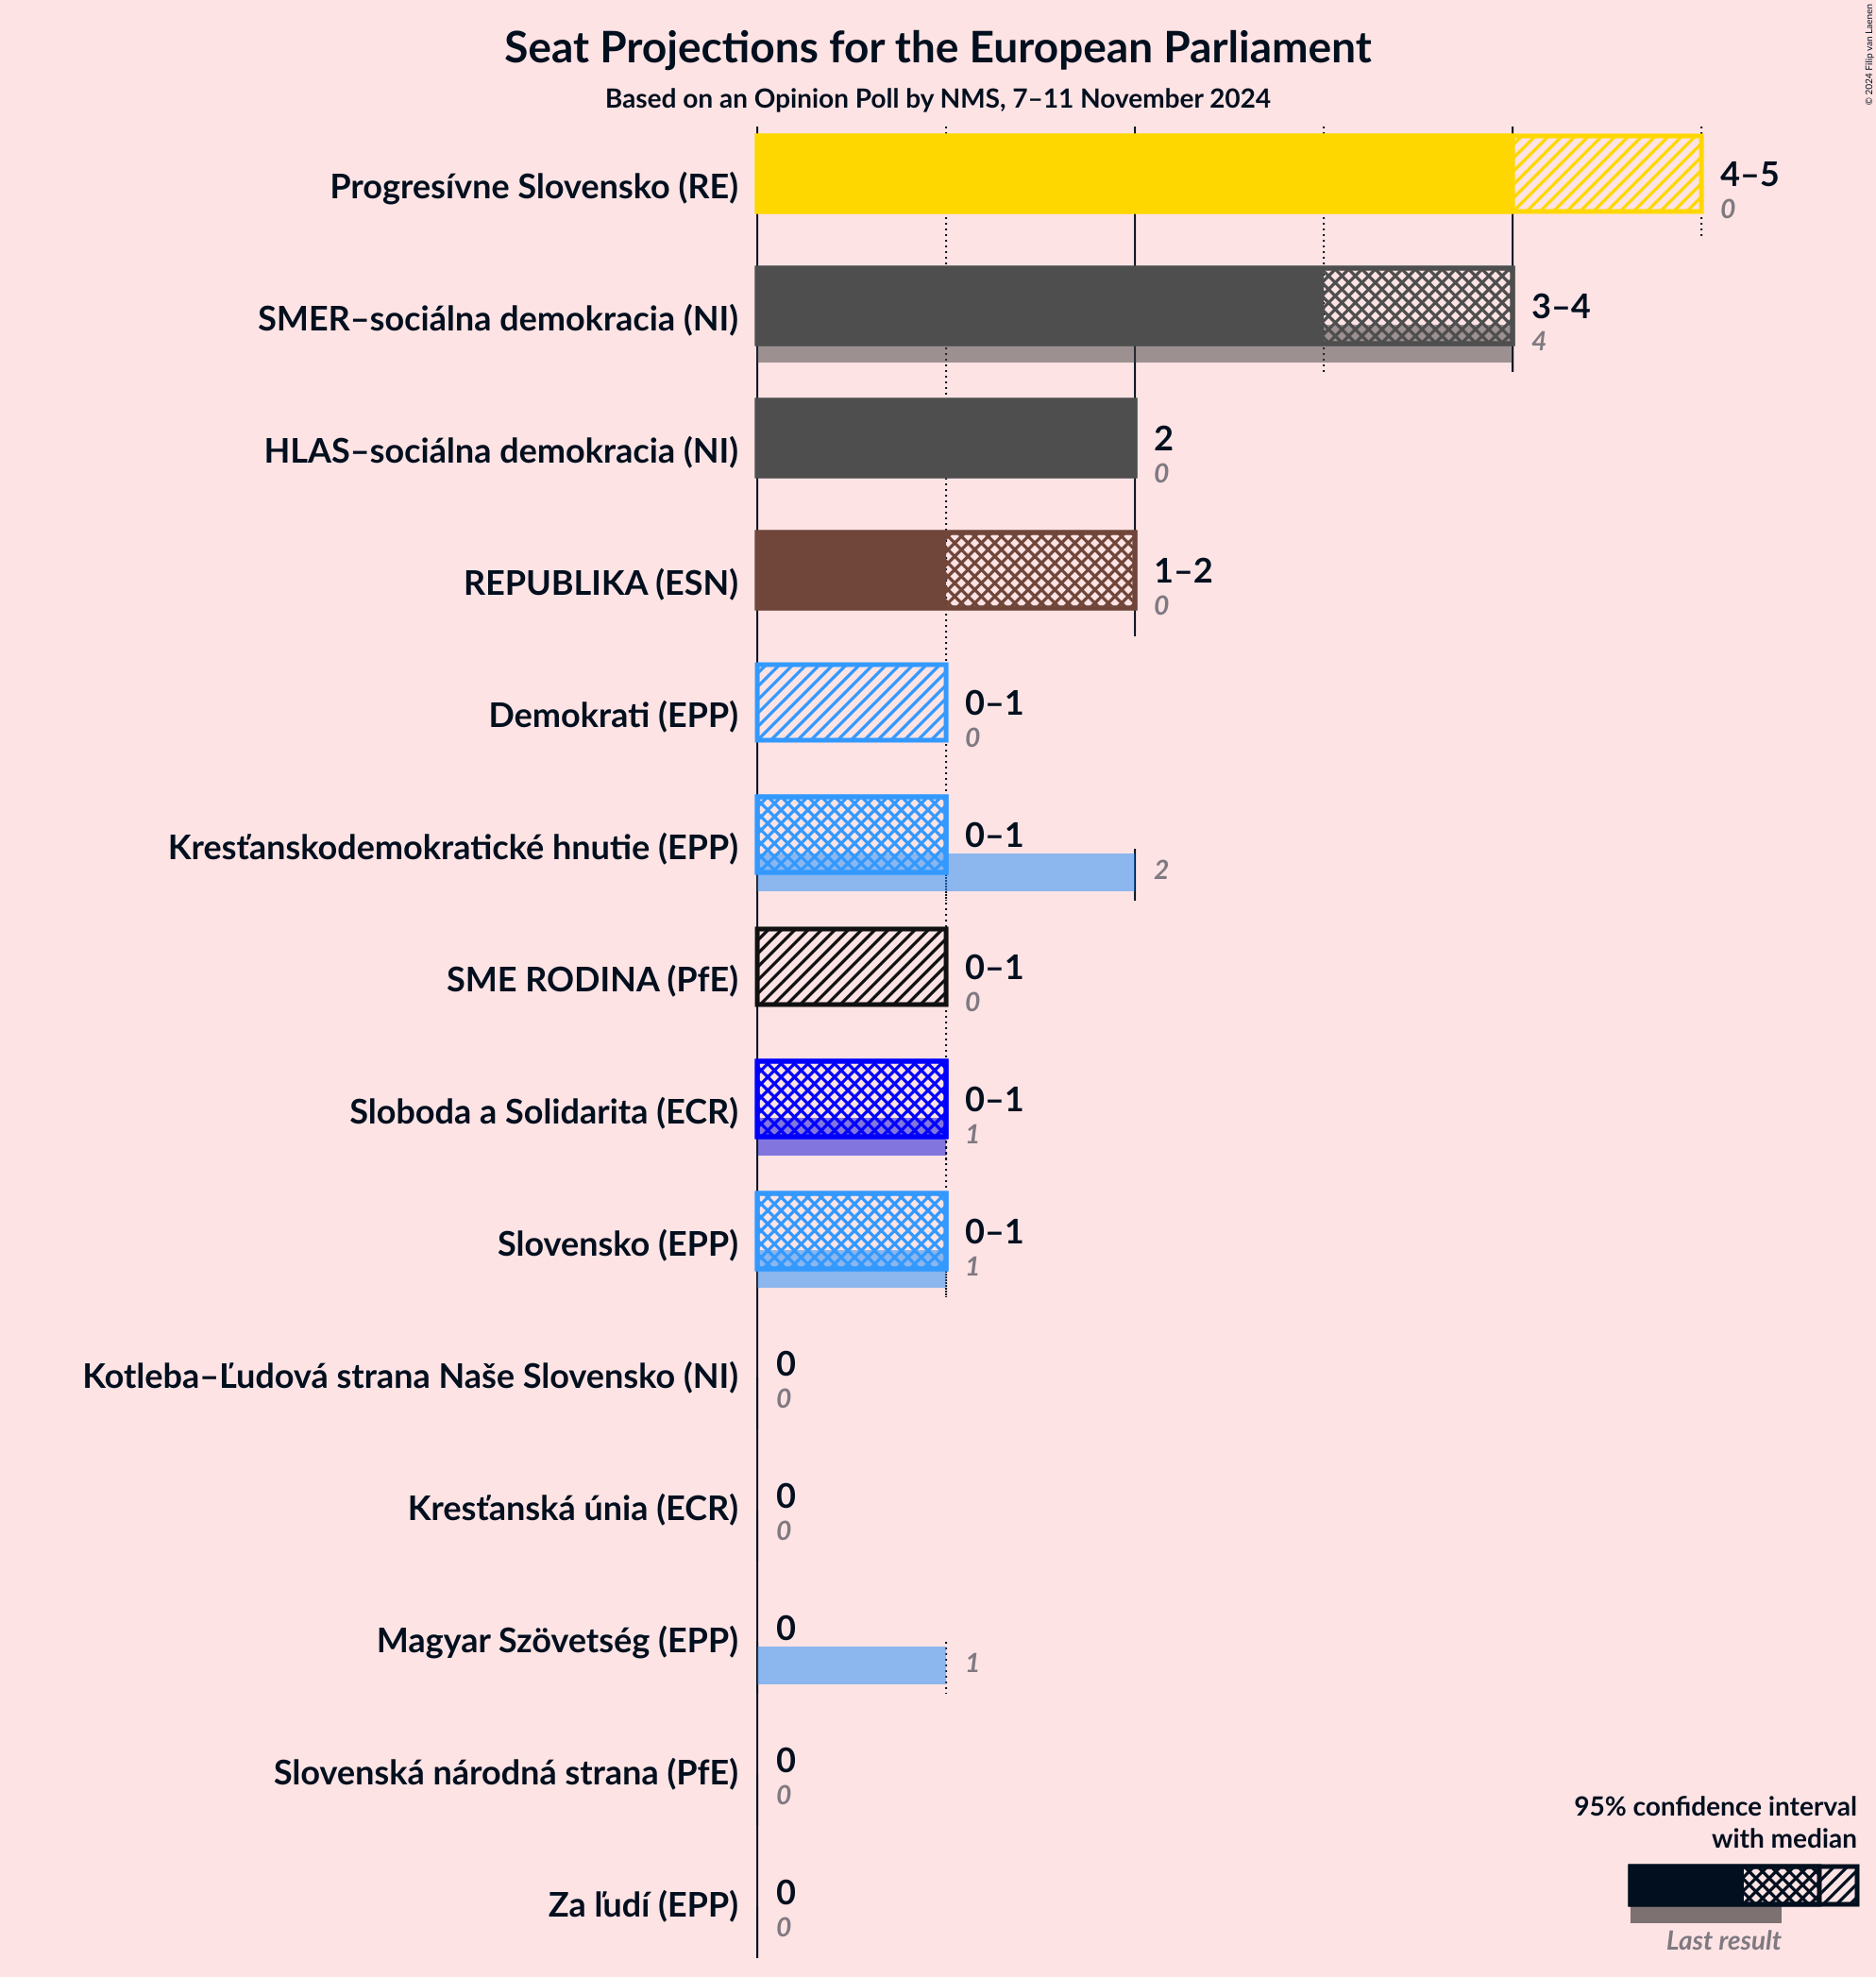 Seat Projections for the European Parliament
Based on an Opinion Poll by NMS, 7–11 November 2024
© 2024 Filip van Laenen
Progresívne Slovensko (RE)
4–5
0
SMER–sociálna demokracia (NI)
3–4
4
HLAS–sociálna demokracia (NI)
2
0
REPUBLIKA (ESN)
1–2
0
Demokrati (EPP)
0–1
0
Kresťanskodemokratické hnutie (EPP)
0–1
2
SME RODINA (PfE)
0–1
0
Sloboda a Solidarita (ECR)
0–1
1
Slovensko (EPP)
0–1
1
Kotleba–Ľudová strana Naše Slovensko (NI)
0
0
Kresťanská únia (ECR)
0
0
Magyar Szövetség (EPP)
0
1
Slovenská národná strana (PfE)
0
0
Za ľudí (EPP)
0
0
95% confidence interval
with median
Last result